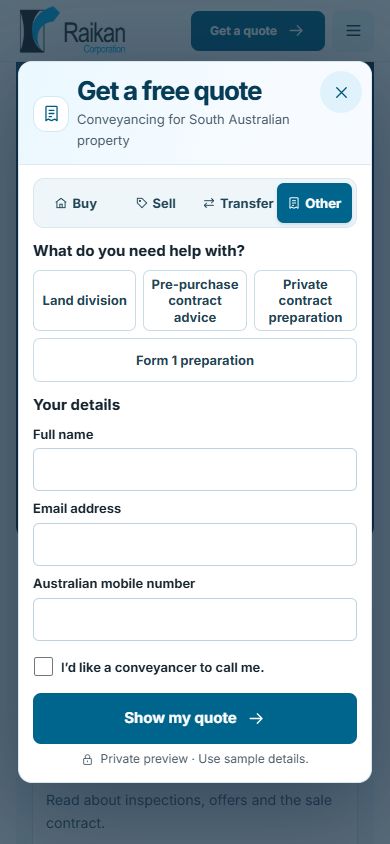 Raikan
Corporation
Get a quote
Get a free quote
Conveyancing for South Australian
property
Buy
Sell
Transfer
Other
What do you need help with?
Land division
Pre-purchase
contract
advice
Private
contract
preparation
Form 1 preparation
Your details
Full name
Email address
Australian mobile number
I'd like a conveyancer to call me.
Show my quote
Private preview · Use sample details.
Read about inspections, offers and the sale
contract.